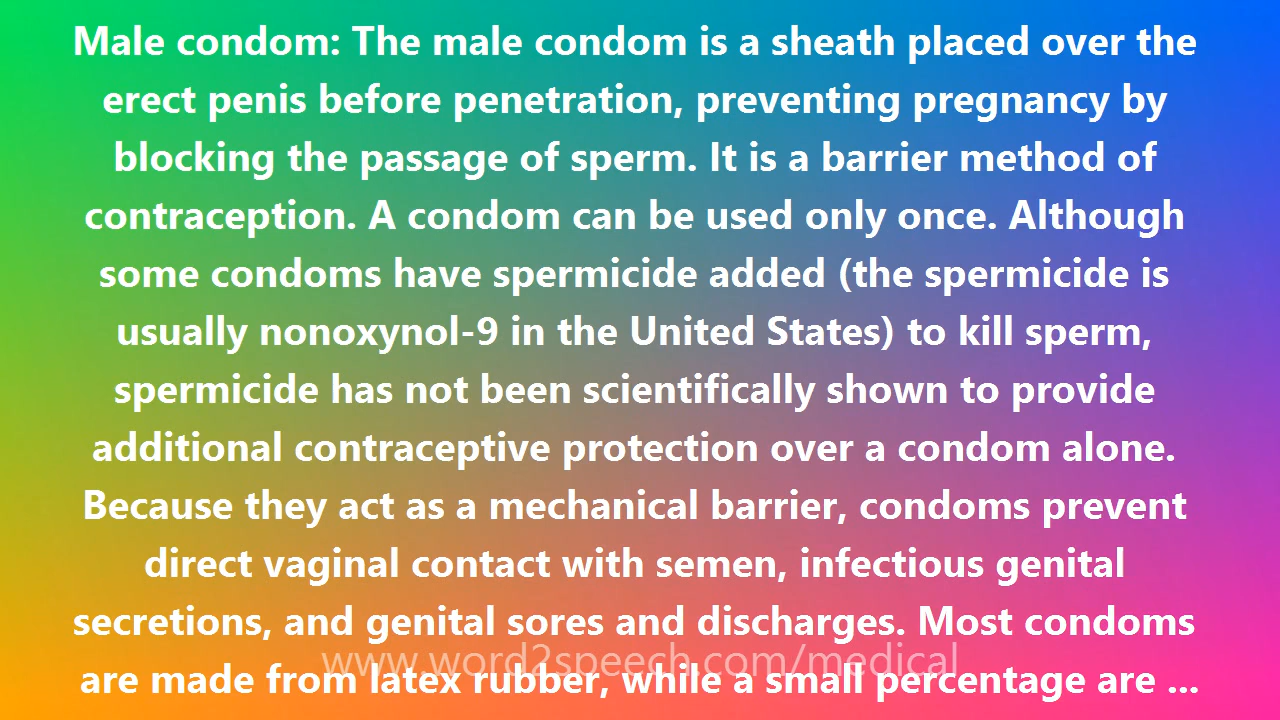 Male condom: The male condom is a sheath placed over the
erect penis before penetration, preventing pregnancy by
blocking the passage of sperm. It is a barrier method of
contraception. A condom can be used only once. Although
some condoms have spermicide added (the spermicide is
usually nonoxynol-9 in the United States) to kill sperm,
spermicide has not been scientifically shown to provide
additional contraceptive protection over a condom alone.
Because they act as a mechanical barrier, condoms prevent
direct vaginal contact with semen, infectious genital
secretions, and genital sores and discharges. Most condoms
www.word2speech.com/medical
are made from latex rubber, while a small percentage are ...